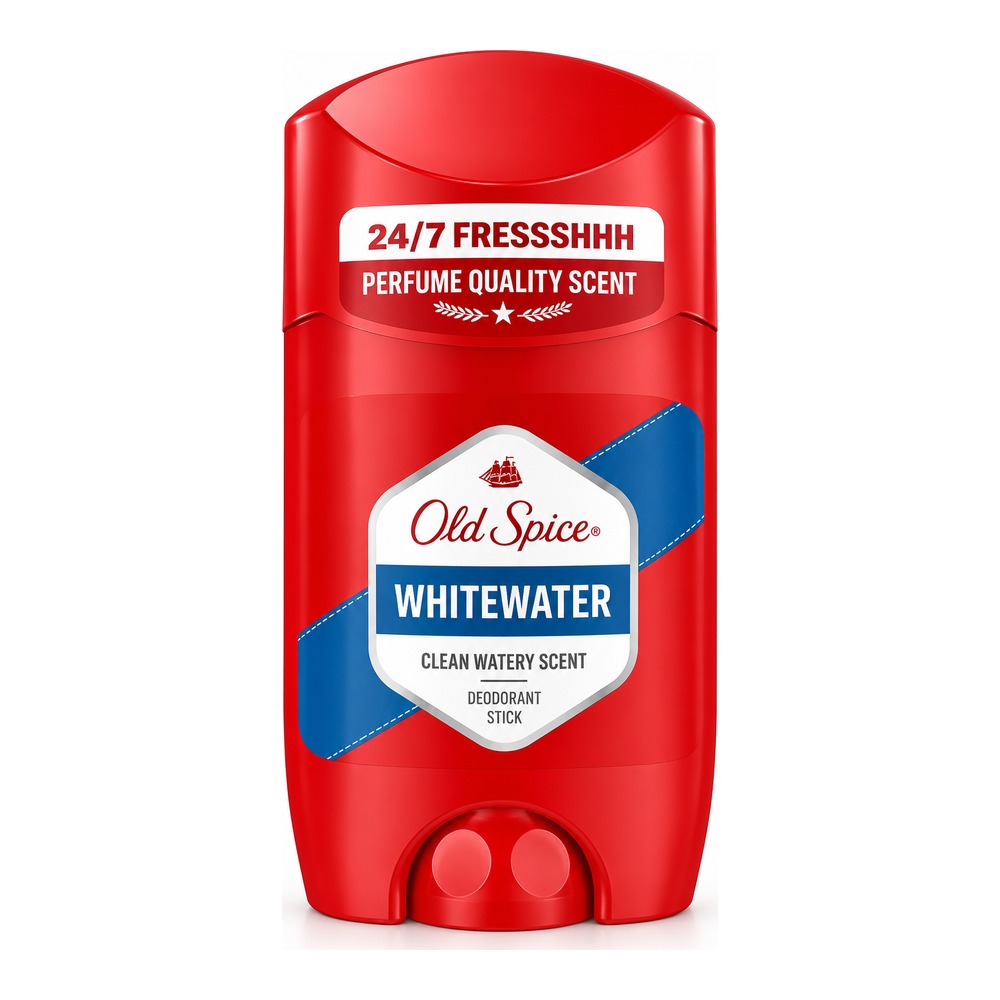 24/7 FRESSSHHH
PERFUME QUALITY SCENT
Old Spice®
WHITEWATER
CLEAN WATERY SCENT
DEODORANT
STICK